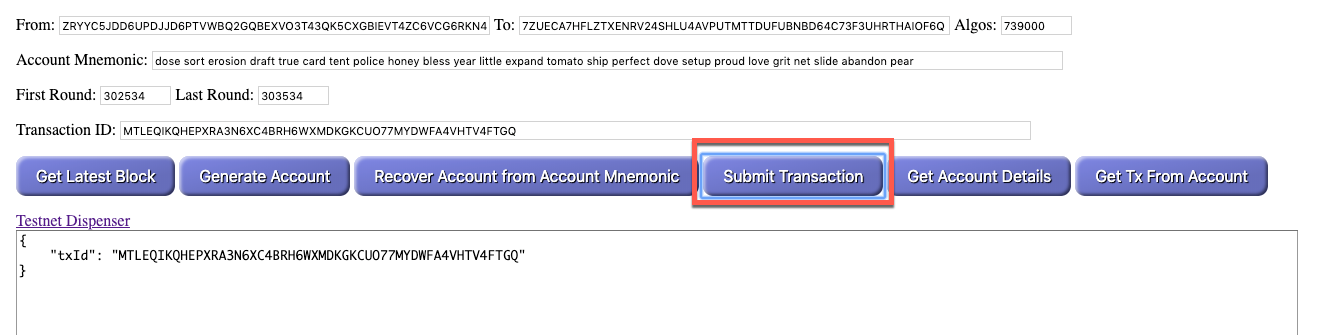 From: ZRYYC5JDD6UPDJJD6PTVWBQ2GQBEXVO3T43QK5CXGBIEVT4ZC6VCG6RKN4 To: 7ZUECA7HFLZTXENRV24SHLU4AVPUTMTTDUFUBNBD64C73F3UHRTHAIOF6Q Algos: 739000
Account Mnemonic: dose sort erosion draft true card tent police honey bless year little expand tomato ship perfect dove setup proud love grit net slide abandon pear
First Round: 302534 Last Round: 303534
Transaction ID: MTLEQIKQHEPXRA3N6XC4BRH6WXMDKGKCUO77MYDWFA4VHTV4FTGQ
Get Latest Block Generate Account Recover Account from Account Mnemonic Submit Transaction Get Account Details Get Tx From Account
Testnet Dispenser
{
"txId": "MTLEQIKQHEPXRA3N6XC4BRH6WXMDKGKCUO77MYDWFA4VHTV4FTGQ"
}